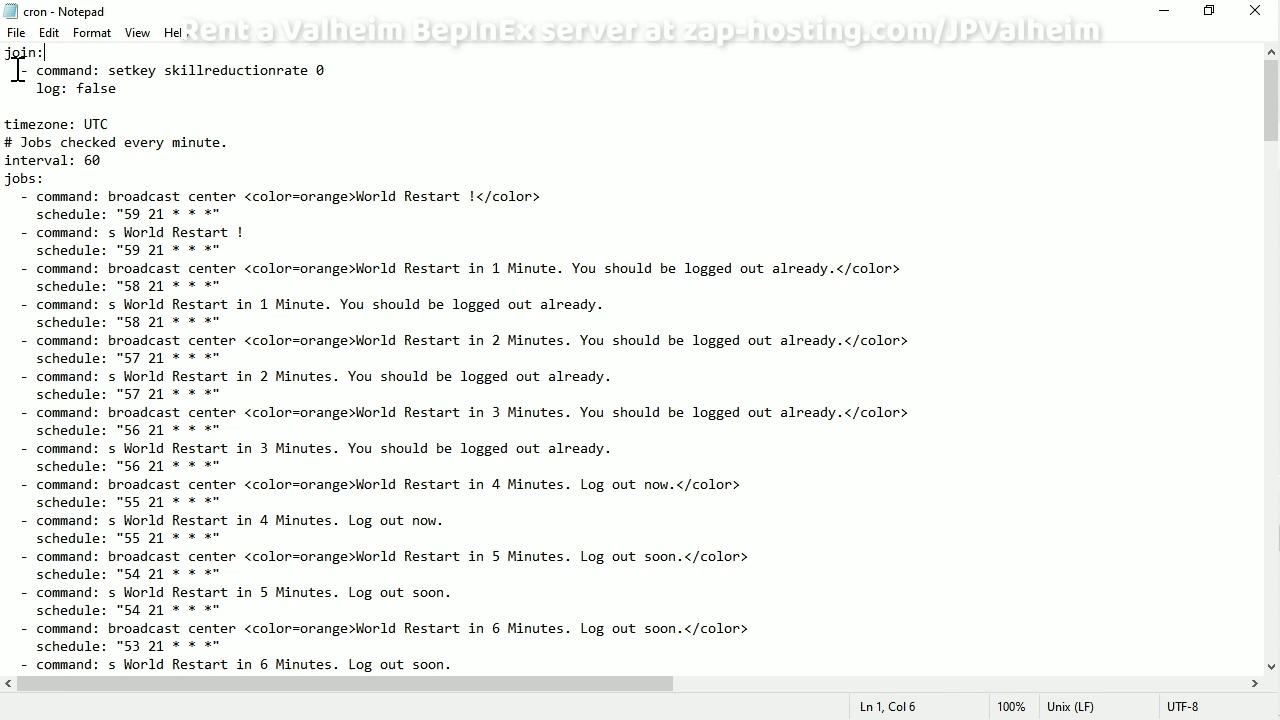 cron - Notepad
File Edit Format View Help
Rent a Valheim BepInEx server at zap-hosting.com/JPValheim
join:
  - command: setkey skillreductionrate 0
    log: false
timezone: UTC
# Jobs checked every minute.
interval: 60
jobs:
  - command: broadcast center <color=orange>World Restart !</color>
    schedule: "59 21 * * *"
  - command: s World Restart !
    schedule: "59 21 * * *"
  - command: broadcast center <color=orange>World Restart in 1 Minute. You should be logged out already.</color>
    schedule: "58 21 * * *"
  - command: s World Restart in 1 Minute. You should be logged out already.
    schedule: "58 21 * * *"
  - command: broadcast center <color=orange>World Restart in 2 Minutes. You should be logged out already.</color>
    schedule: "57 21 * * *"
  - command: s World Restart in 2 Minutes. You should be logged out already.
    schedule: "57 21 * * *"
  - command: broadcast center <color=orange>World Restart in 3 Minutes. You should be logged out already.</color>
    schedule: "56 21 * * *"
  - command: s World Restart in 3 Minutes. You should be logged out already.
    schedule: "56 21 * * *"
  - command: broadcast center <color=orange>World Restart in 4 Minutes. Log out now.</color>
    schedule: "55 21 * * *"
  - command: s World Restart in 4 Minutes. Log out now.
    schedule: "55 21 * * *"
  - command: broadcast center <color=orange>World Restart in 5 Minutes. Log out soon.</color>
    schedule: "54 21 * * *"
  - command: s World Restart in 5 Minutes. Log out soon.
    schedule: "54 21 * * *"
  - command: broadcast center <color=orange>World Restart in 6 Minutes. Log out soon.</color>
    schedule: "53 21 * * *"
  - command: s World Restart in 6 Minutes. Log out soon.
Ln 1, Col 6 100% Unix (LF) UTF-8